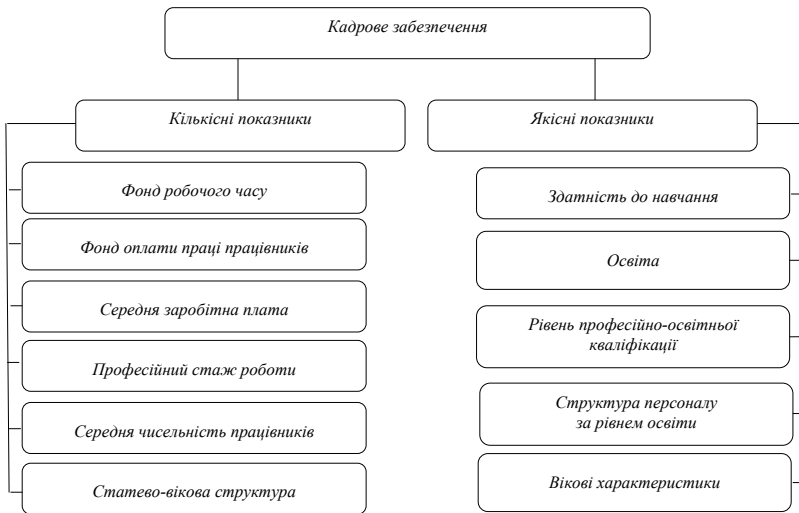 Кадрове забезпечення
Кількісні показники
Фонд робочого часу
Фонд оплати праці працівників
Середня заробітна плата
Професійний стаж роботи
Середня чисельність працівників
Статево-вікова структура
Якісні показники
Здатність до навчання
Освіта
Рівень професійно-освітньої
кваліфікації
Структура персоналу
за рівнем освіти
Вікові характеристики